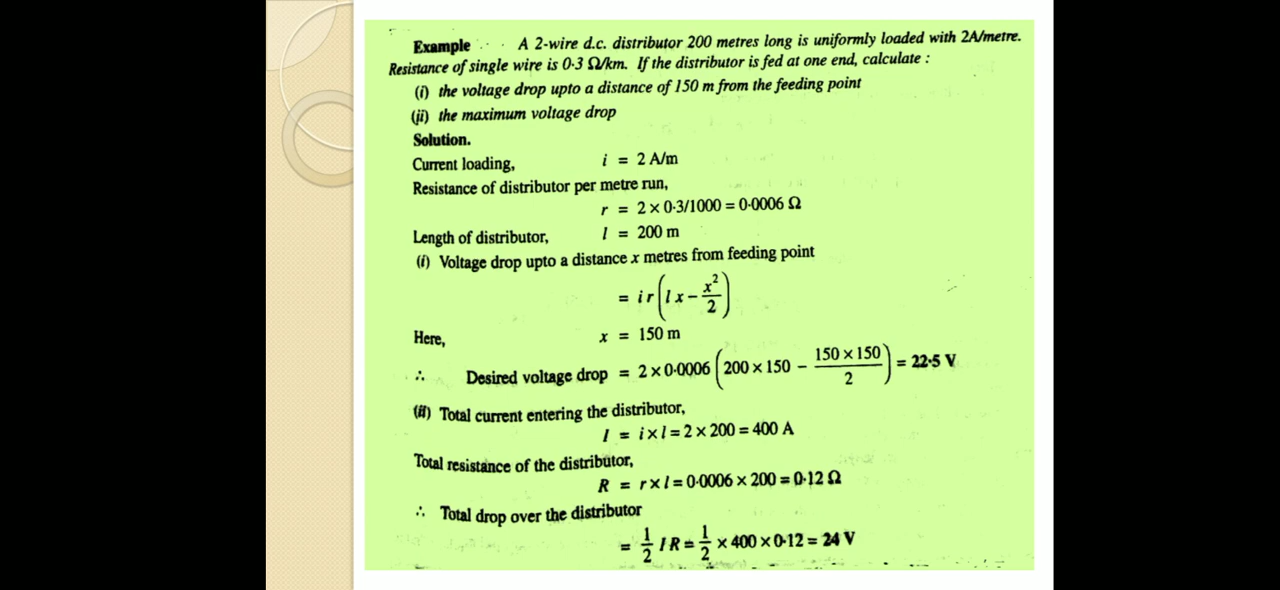 Example A 2-wire d.c. distributor 200 metres long is uniformly loaded with 2A/metre.
Resistance of single wire is 0·3 Ω/km. If the distributor is fed at one end, calculate :
(i) the voltage drop upto a distance of 150 m from the feeding point
(ii) the maximum voltage drop
Solution.
Current loading, i = 2 A/m
Resistance of distributor per metre run,
r = 2 × 0·3/1000 = 0·0006 Ω
Length of distributor, l = 200 m
(i) Voltage drop upto a distance x metres from feeding point
= i r (l x − x²/2)
Here, x = 150 m
∴ Desired voltage drop = 2 × 0·0006 (200 × 150 − 150 × 150/2) = 22·5 V
(ii) Total current entering the distributor,
I = i × l = 2 × 200 = 400 A
Total resistance of the distributor,
R = r × l = 0·0006 × 200 = 0·12 Ω
∴ Total drop over the distributor
= 1/2 I R = 1/2 × 400 × 0·12 = 24 V